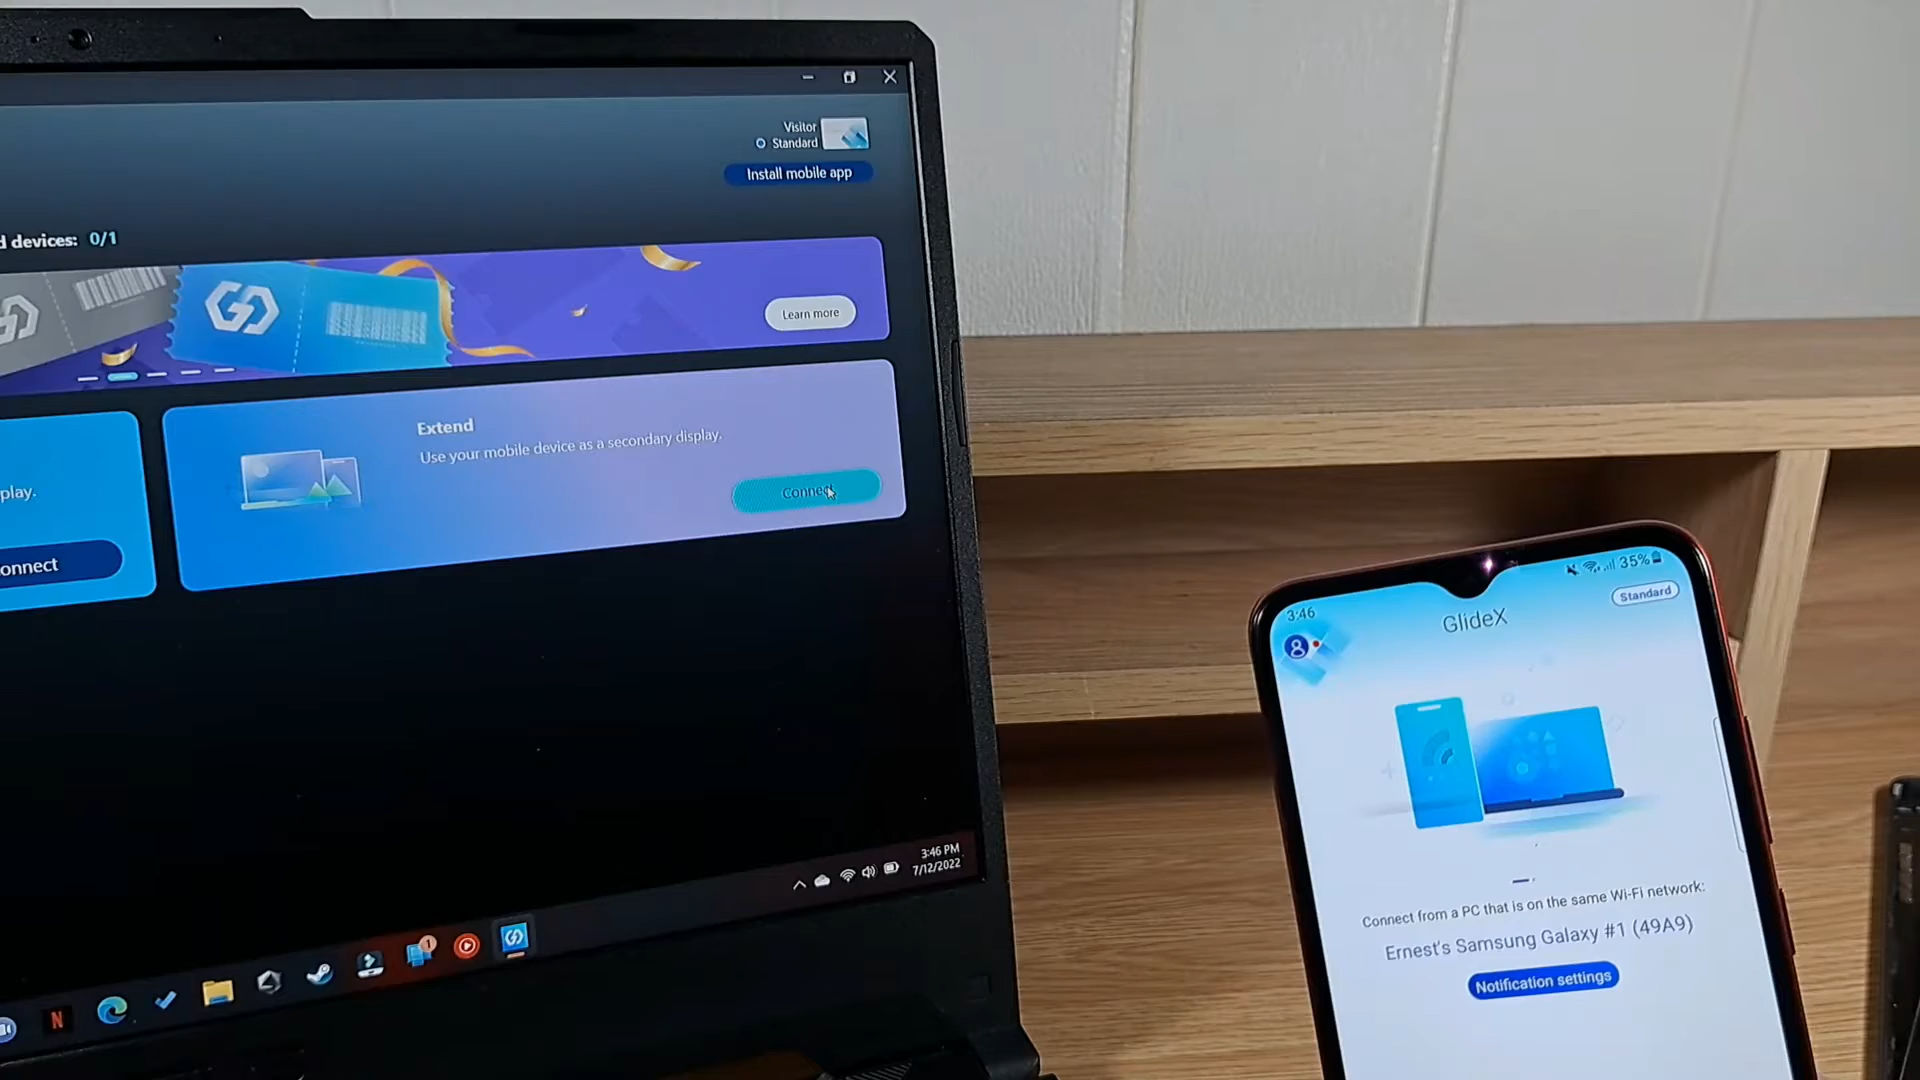 Visitor
Standard
Install mobile app
d devices: 0/1
Learn more
Extend
Use your mobile device as a secondary display.
Connect
play.
onnect
3:46 PM
7/12/2022
1
N
3:46
35%
Standard
GlideX
Connect from a PC that is on the same Wi-Fi network:
Ernest's Samsung Galaxy #1 (49A9)
Notification settings